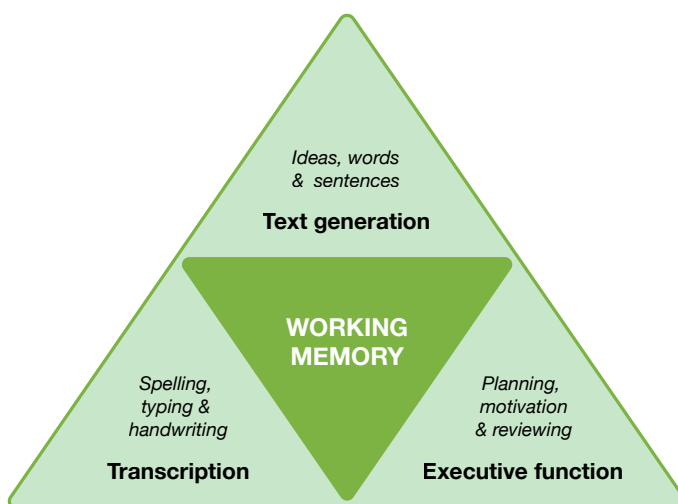 Ideas, words
& sentences
Text generation
WORKING
MEMORY
Spelling,
typing &
handwriting
Transcription
Planning,
motivation
& reviewing
Executive function